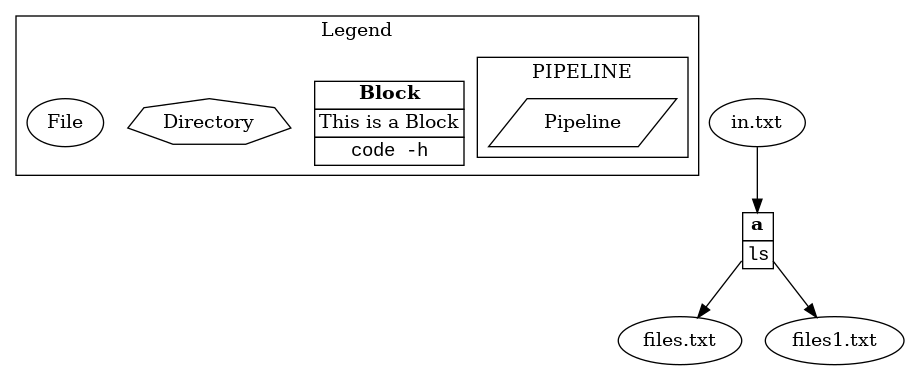 Legend
PIPELINE
File
Directory
Block
This is a Block
code -h
Pipeline
in.txt
a
ls
files.txt
files1.txt